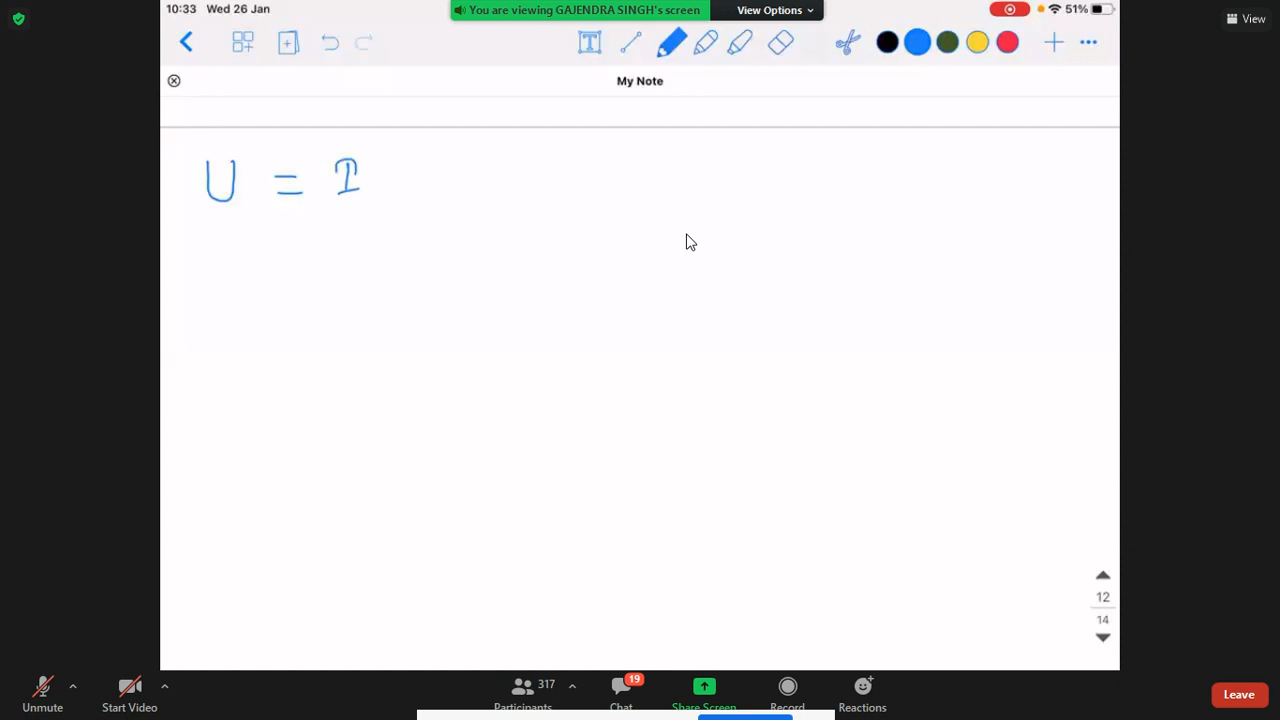 10:33 Wed 26 Jan
You are viewing GAJENDRA SINGH's screen View Options
51%
View
T
My Note
U = I
12
14
317
19
Unmute Start Video Participants Chat Share Screen Record Reactions Leave